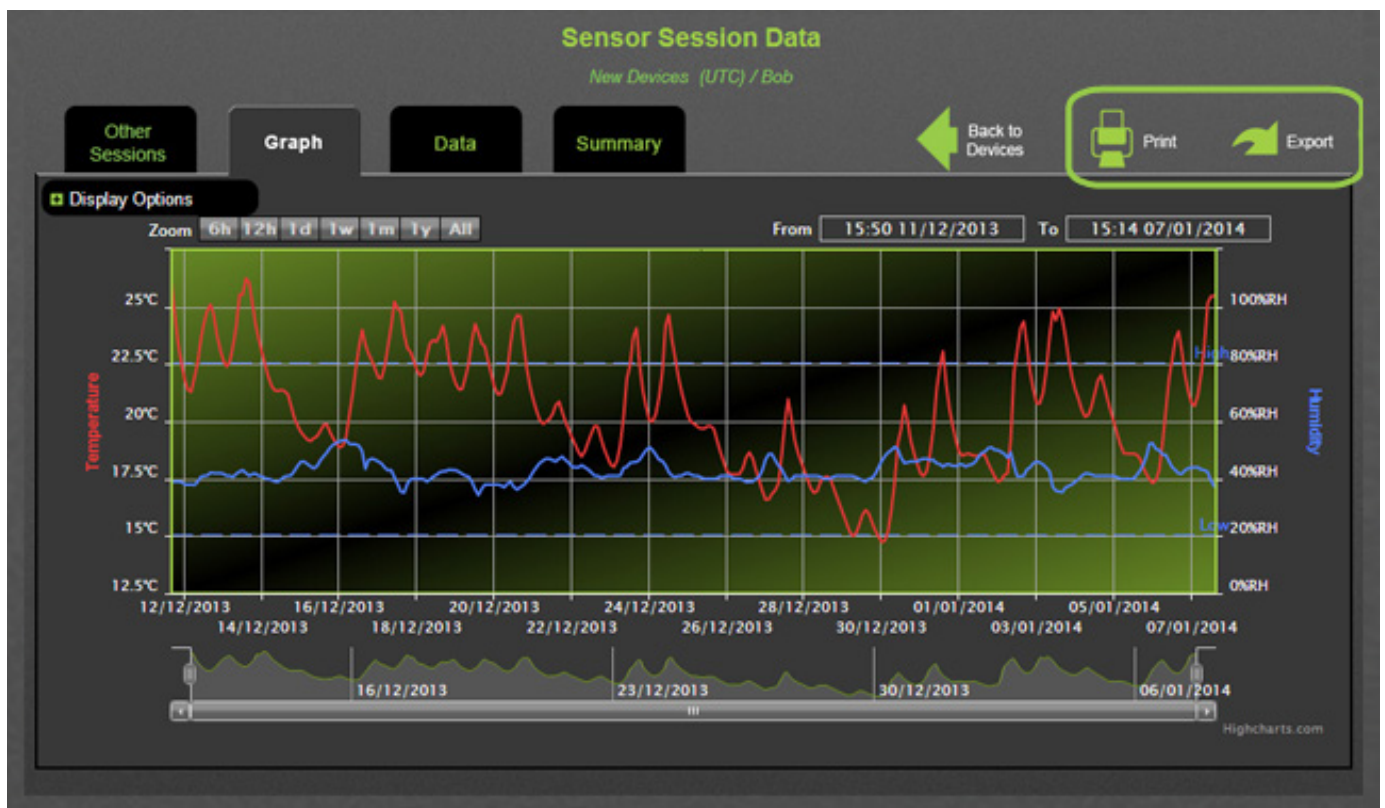 Sensor Session Data
New Devices (UTC) / Bob
Other
Sessions
Graph
Data
Summary
Back to
Devices
Print
Export
Display Options
Zoom 6h 12h 1d 1w 1m 1y All
From 15:50 11/12/2013 To 15:14 07/01/2014
Temperature
25°C
22.5°C
20°C
17.5°C
15°C
12.5°C
100%RH
High 80%RH
60%RH
40%RH
Low 20%RH
0%RH
Humidity
12/12/2013 16/12/2013 20/12/2013 24/12/2013 28/12/2013 01/01/2014 05/01/2014
14/12/2013 18/12/2013 22/12/2013 26/12/2013 30/12/2013 03/01/2014 07/01/2014
16/12/2013 23/12/2013 30/12/2013 06/01/2014
Highcharts.com